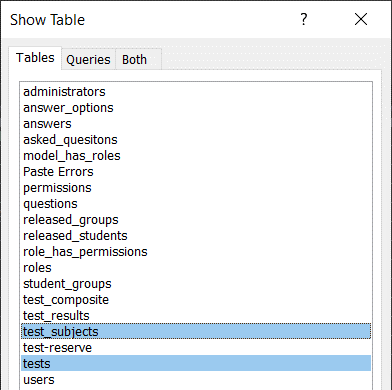 Show Table
Tables Queries Both
administrators
answer_options
answers
asked_quesitons
model_has_roles
Paste Errors
permissions
questions
released_groups
released_students
role_has_permissions
roles
student_groups
test_composite
test_results
test_subjects
test-reserve
tests
users